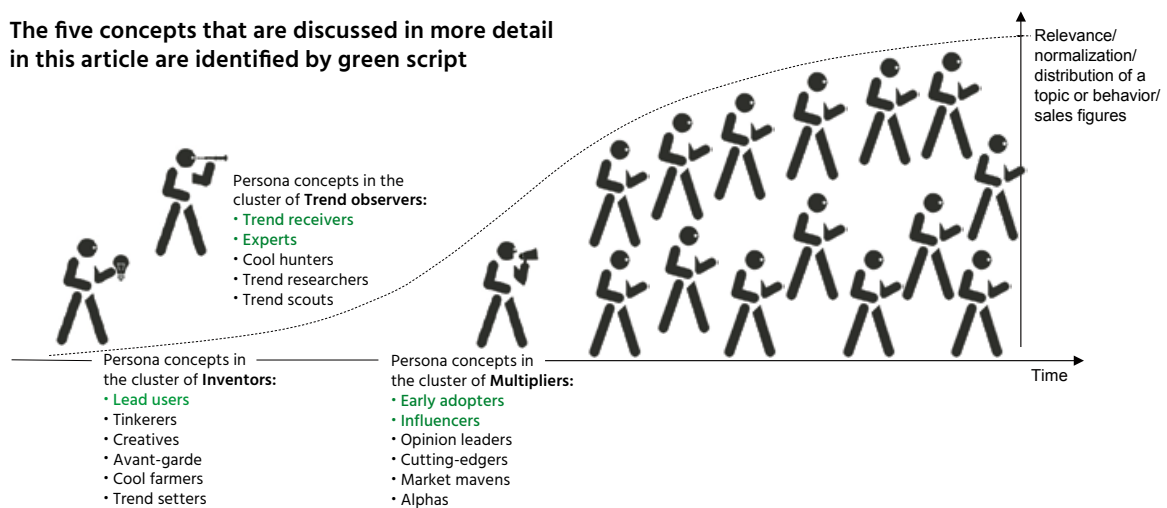 The five concepts that are discussed in more detail
in this article are identified by green script
Relevance/
normalization/
distribution of a
topic or behavior/
sales figures
Persona concepts in the
cluster of Trend observers:
• Trend receivers
• Experts
• Cool hunters
• Trend researchers
• Trend scouts
Persona concepts in
the cluster of Inventors:
• Lead users
• Tinkerers
• Creatives
• Avant-garde
• Cool farmers
• Trend setters
Persona concepts in
the cluster of Multipliers:
• Early adopters
• Influencers
• Opinion leaders
• Cutting-edgers
• Market mavens
• Alphas
Time